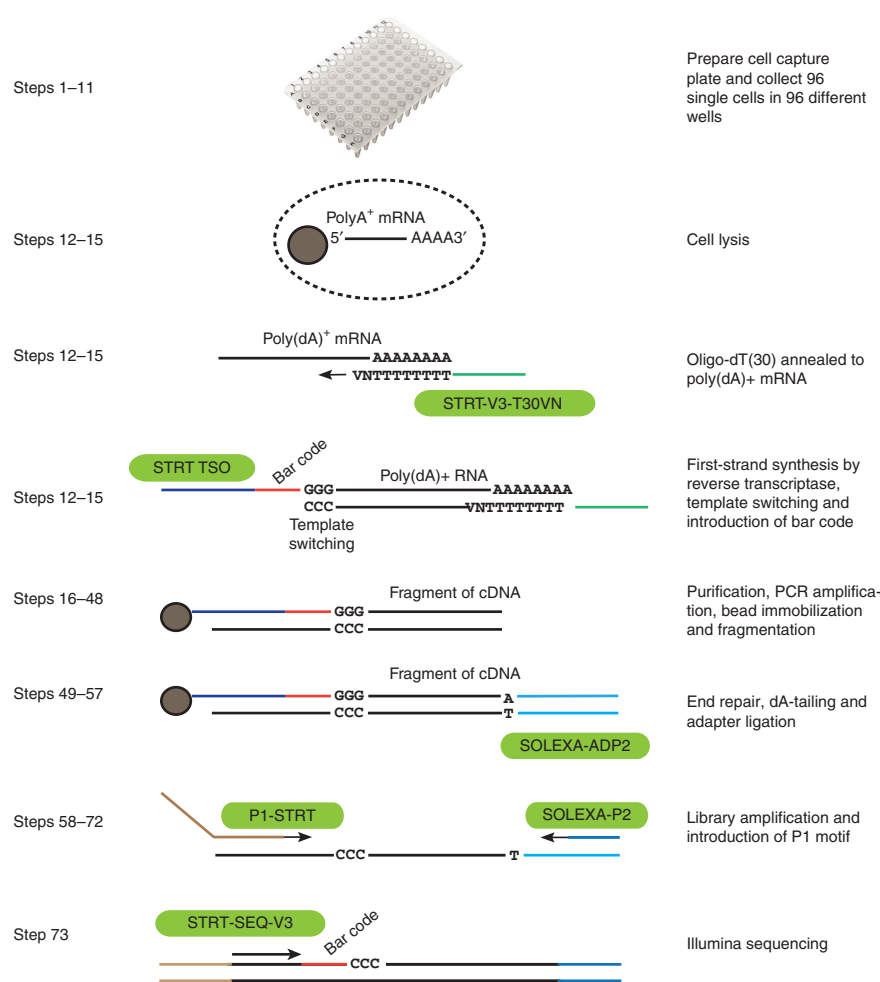 Steps 1–11
Prepare cell capture
plate and collect 96
single cells in 96 different
wells
Steps 12–15
PolyA+ mRNA
5′ AAAA3′
Cell lysis
Steps 12–15
Poly(dA)+ mRNA
AAAAAAAA
VNTTTTTTTT
STRT-V3-T30VN
Oligo-dT(30) annealed to
poly(dA)+ mRNA
Steps 12–15
STRT TSO
Bar code
GGG
Poly(dA)+ RNA
AAAAAAAA
CCC
VNTTTTTTTT
Template
switching
First-strand synthesis by
reverse transcriptase,
template switching and
introduction of bar code
Steps 16–48
Fragment of cDNA
GGG
CCC
Purification, PCR amplifica-
tion, bead immobilization
and fragmentation
Steps 49–57
Fragment of cDNA
GGG A
CCC T
SOLEXA-ADP2
End repair, dA-tailing and
adapter ligation
Steps 58–72
P1-STRT
SOLEXA-P2
CCC T
Library amplification and
introduction of P1 motif
Step 73
STRT-SEQ-V3
Bar code
CCC
Illumina sequencing